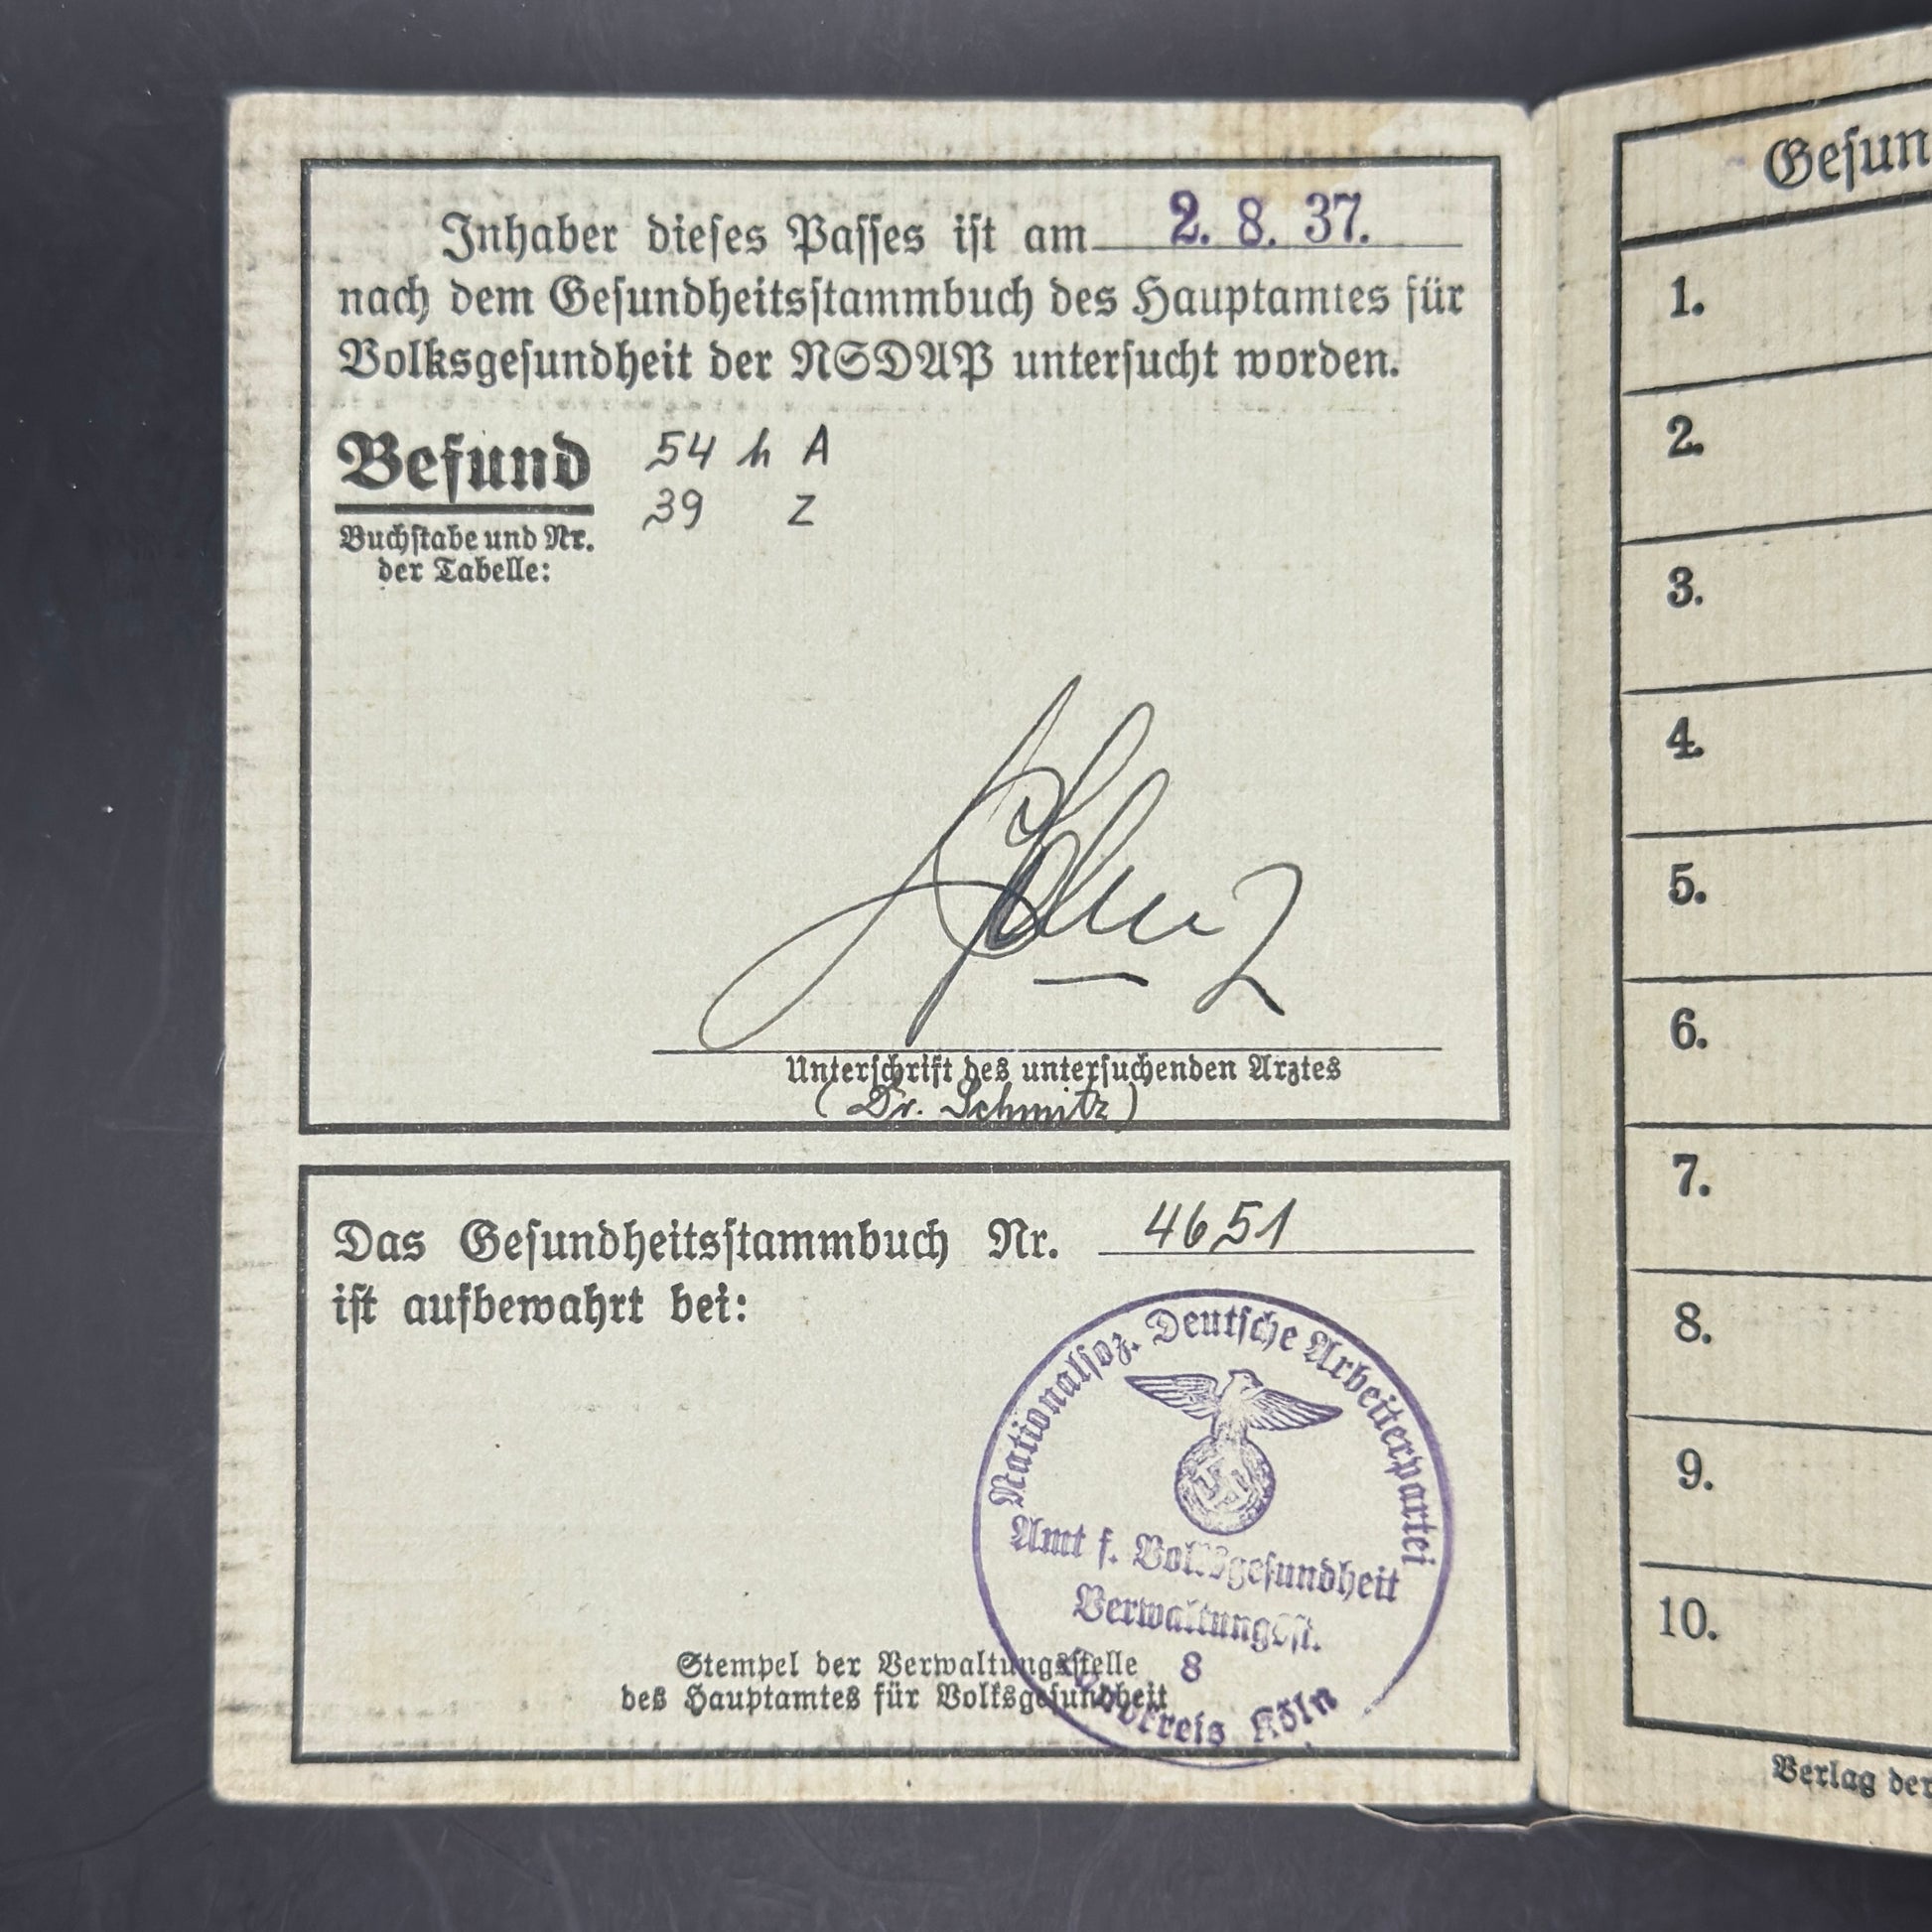 Inhaber dieses Passes ist am 2. 8. 37.
nach dem Gesundheitsstammbuch des Hauptamtes für
Volksgesundheit der NSDAP untersucht worden.
Befund 54 h A
39 Z
Buchstabe und Nr.
der Tabelle:
Unterschrift des untersuchenden Arztes
(Dr. Schmitz)
Das Gesundheitsstammbuch Nr. 4651
ist aufbewahrt bei:
Nationalsoz. Deutsche Arbeiterpartei
Amt f. Volksgesundheit
Verwaltungsst.
8
Köln
Stempel der Verwaltungsstelle
des Hauptamtes für Volksgesundheit
Gesun
1.
2.
3.
4.
5.
6.
7.
8.
9.
10.
Verlag der